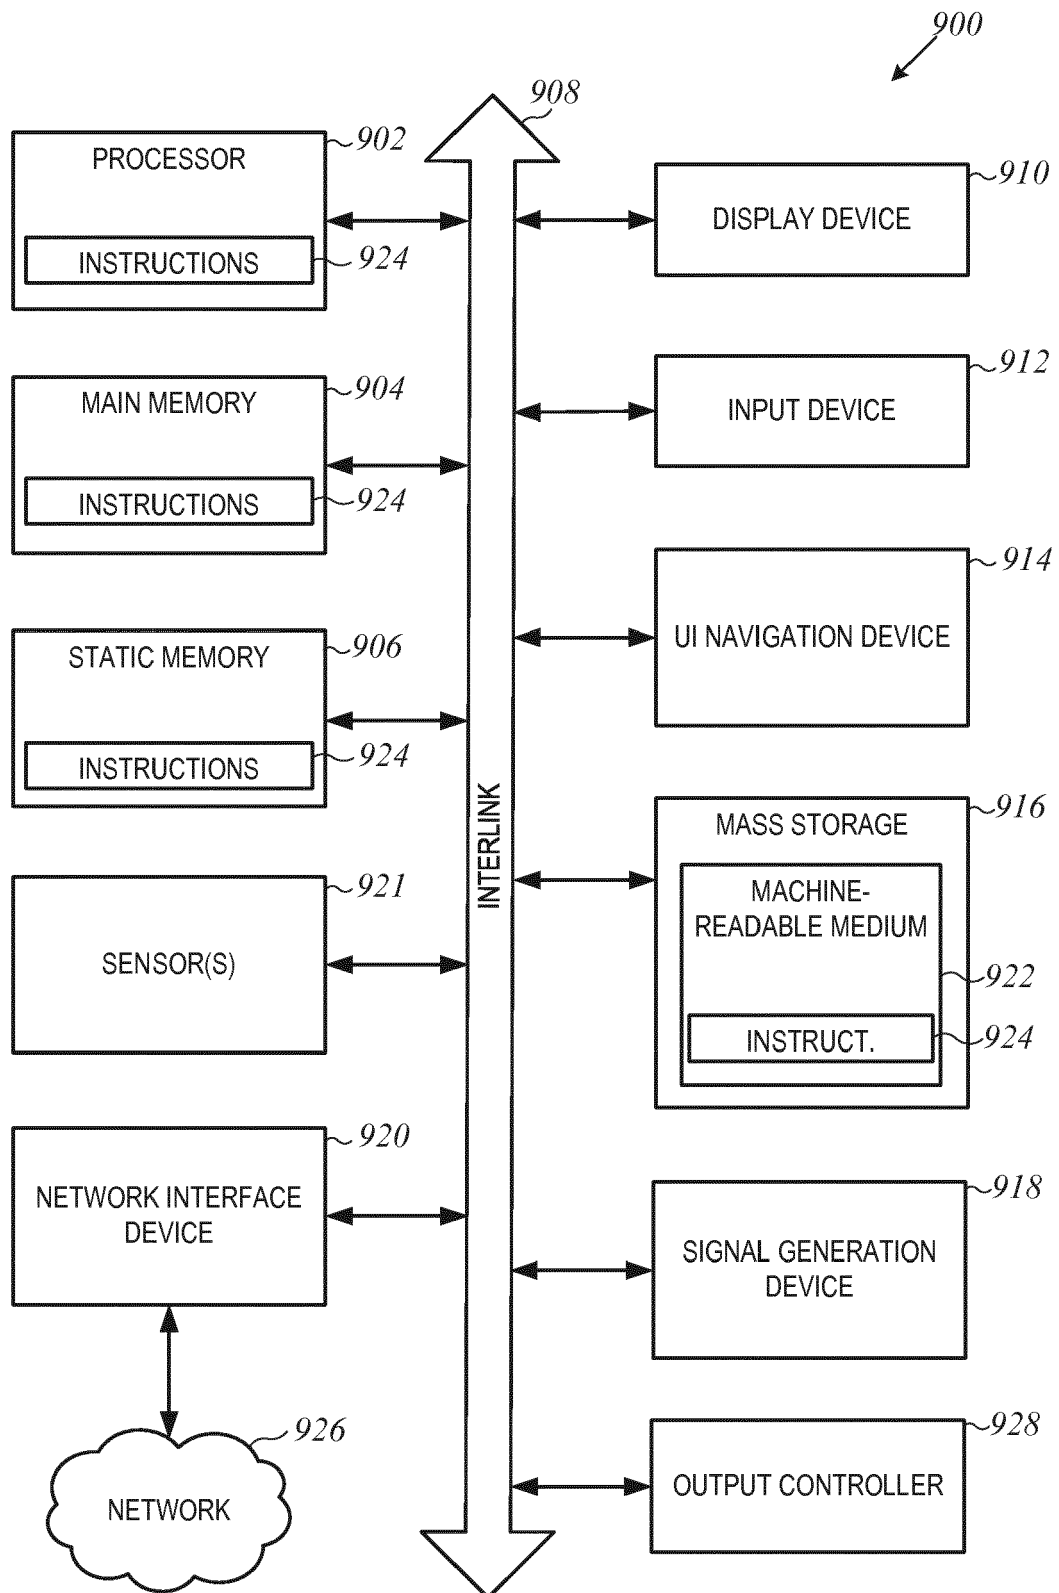 900
908
902
PROCESSOR
INSTRUCTIONS
924
904
MAIN MEMORY
INSTRUCTIONS
924
906
STATIC MEMORY
INSTRUCTIONS
924
921
SENSOR(S)
920
NETWORK INTERFACE
DEVICE
926
NETWORK
INTERLINK
910
DISPLAY DEVICE
912
INPUT DEVICE
914
UI NAVIGATION DEVICE
916
MASS STORAGE
MACHINE-
READABLE MEDIUM
922
INSTRUCT.
924
918
SIGNAL GENERATION
DEVICE
928
OUTPUT CONTROLLER